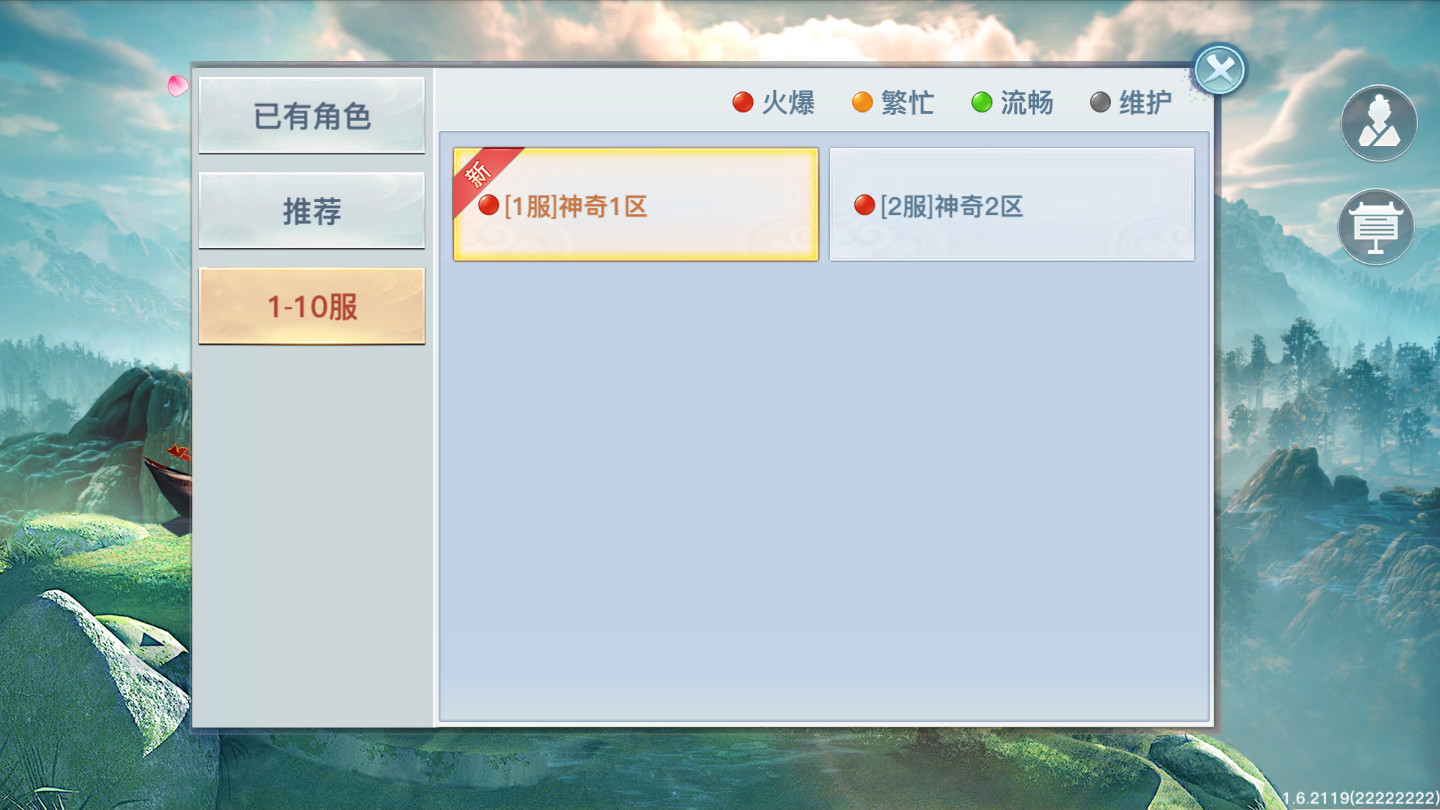 已有角色
推荐
1-10服
火爆 繁忙 流畅 维护
新
[1服]神奇1区
[2服]神奇2区
1.6.2119(22222222)